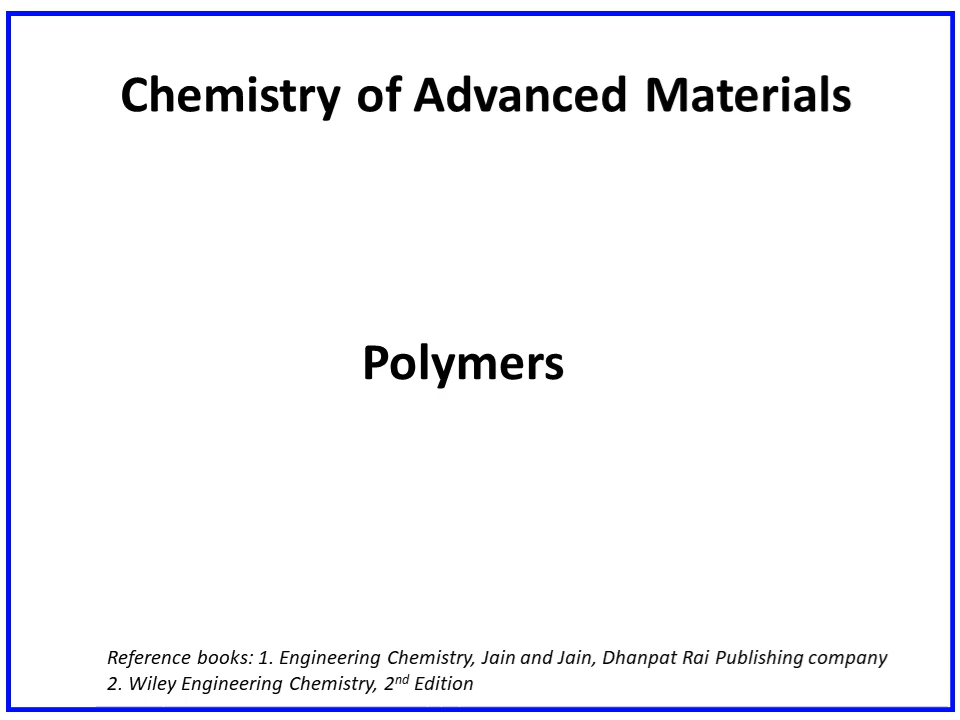 Chemistry of Advanced Materials
Polymers
Reference books: 1. Engineering Chemistry, Jain and Jain, Dhanpat Rai Publishing company
2. Wiley Engineering Chemistry, 2nd Edition